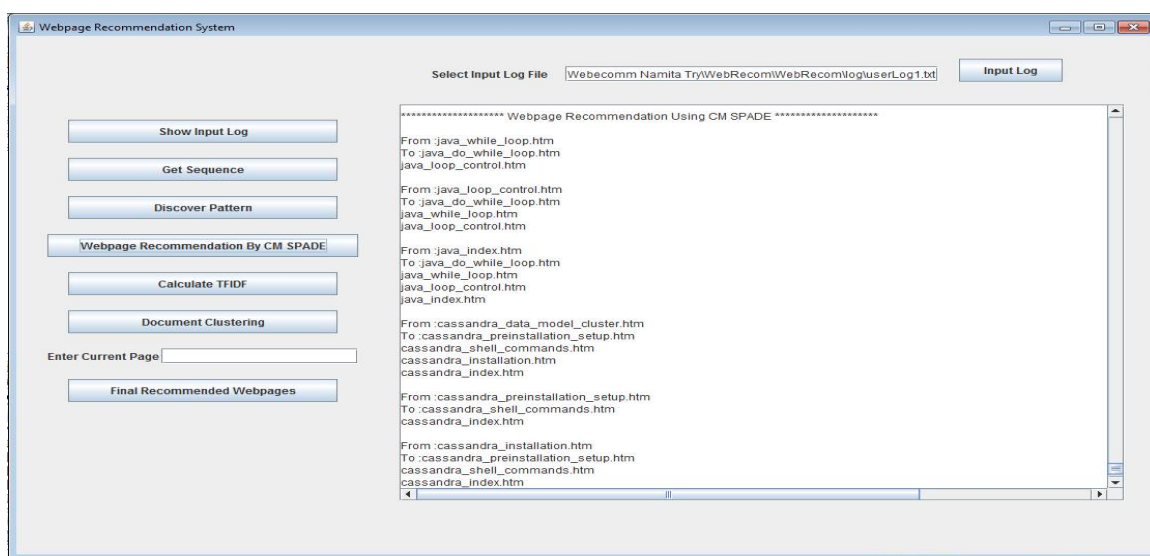 Webpage Recommendation System
Select Input Log File Webecomm Namita Try\WebRecom\WebRecom\log\userLog1.txt Input Log
Show Input Log
Get Sequence
Discover Pattern
Webpage Recommendation By CM SPADE
Calculate TFIDF
Document Clustering
Enter Current Page
Final Recommended Webpages
******************** Webpage Recommendation Using CM SPADE ********************
From :java_while_loop.htm
To :java_do_while_loop.htm
java_loop_control.htm
From :java_loop_control.htm
To :java_do_while_loop.htm
java_while_loop.htm
java_loop_control.htm
From :java_index.htm
To :java_do_while_loop.htm
java_while_loop.htm
java_loop_control.htm
java_index.htm
From :cassandra_data_model_cluster.htm
To :cassandra_preinstallation_setup.htm
cassandra_shell_commands.htm
cassandra_installation.htm
cassandra_index.htm
From :cassandra_preinstallation_setup.htm
To :cassandra_shell_commands.htm
cassandra_index.htm
From :cassandra_installation.htm
To :cassandra_preinstallation_setup.htm
cassandra_shell_commands.htm
cassandra_index.htm